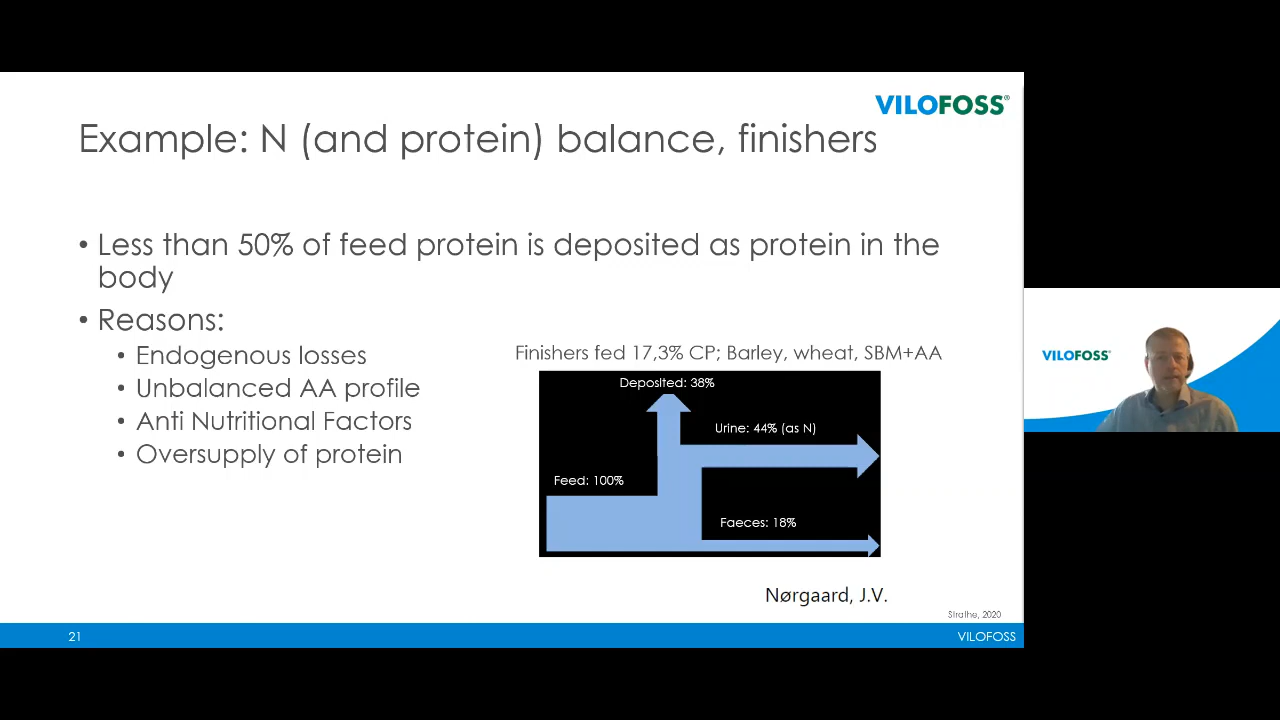 VILOFOSS®
Example: N (and protein) balance, finishers
• Less than 50% of feed protein is deposited as protein in the
body
• Reasons:
• Endogenous losses
• Unbalanced AA profile
• Anti Nutritional Factors
• Oversupply of protein
Finishers fed 17,3% CP; Barley, wheat, SBM+AA
Deposited: 38%
Urine: 44% (as N)
Feed: 100%
Faeces: 18%
Nørgaard, J.V.
Strathe, 2020
21
VILOFOSS
VILOFOSS®